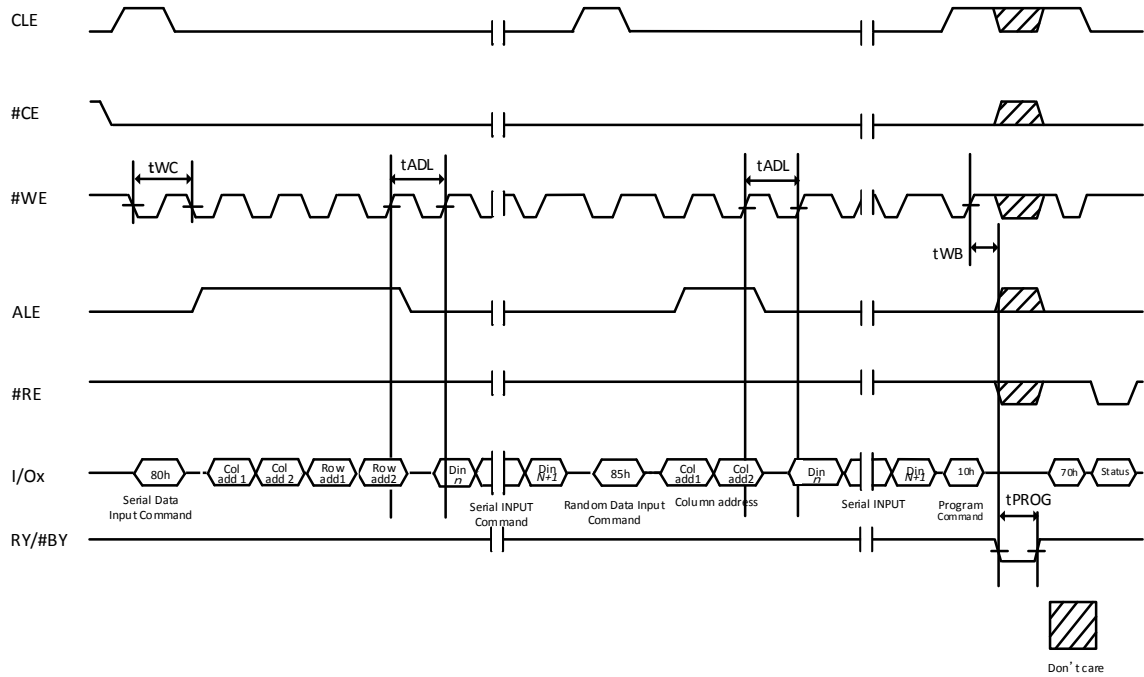 CLE
#CE
tWC
tADL
tADL
#WE
tWB
ALE
#RE
I/Ox
80h
Col add 1
Col add 2
Row add1
Row add2
Din n
Din N+1
85h
Col add1
Col add2
Din n
Din N+1
10h
70h
Status
Serial Data
Input Command
Serial INPUT
Command
Random Data Input
Command
Column address
Serial INPUT
Program
Command
tPROG
RY/#BY
Don't care